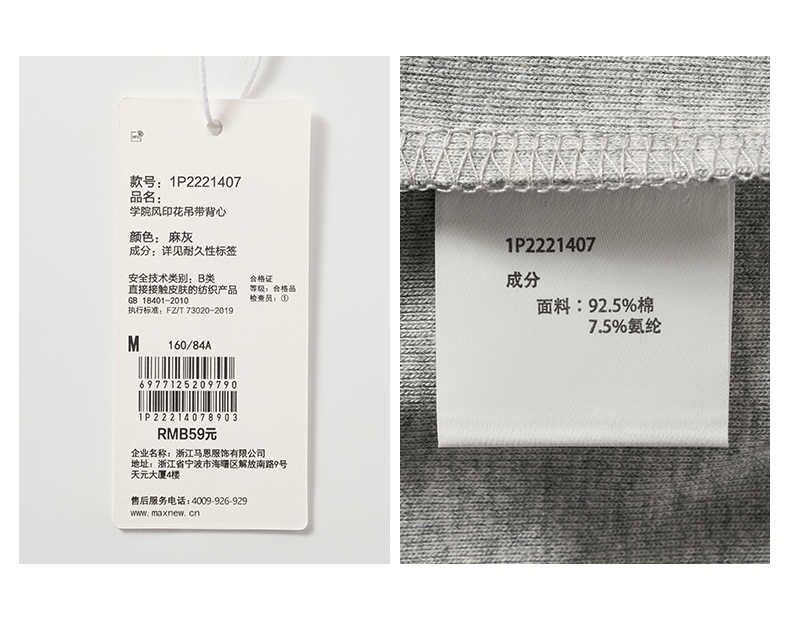 款号：1P2221407
品名：
学院风印花吊带背心
颜色：麻灰
成分：详见耐久性标签
安全技术类别：B类
直接接触皮肤的纺织产品
GB 18401-2010
执行标准：FZ/T 73020-2019
合格证
等级：合格品
检查员：①
M 160/84A
6977125209790
1P22214078903
RMB59元
企业名称：浙江马恩服饰有限公司
地址：浙江省宁波市海曙区解放南路9号
天元大厦4楼
售后服务电话：4009-926-929
www.maxnew.cn
1P2221407
成分
面料：92.5%棉
7.5%氨纶